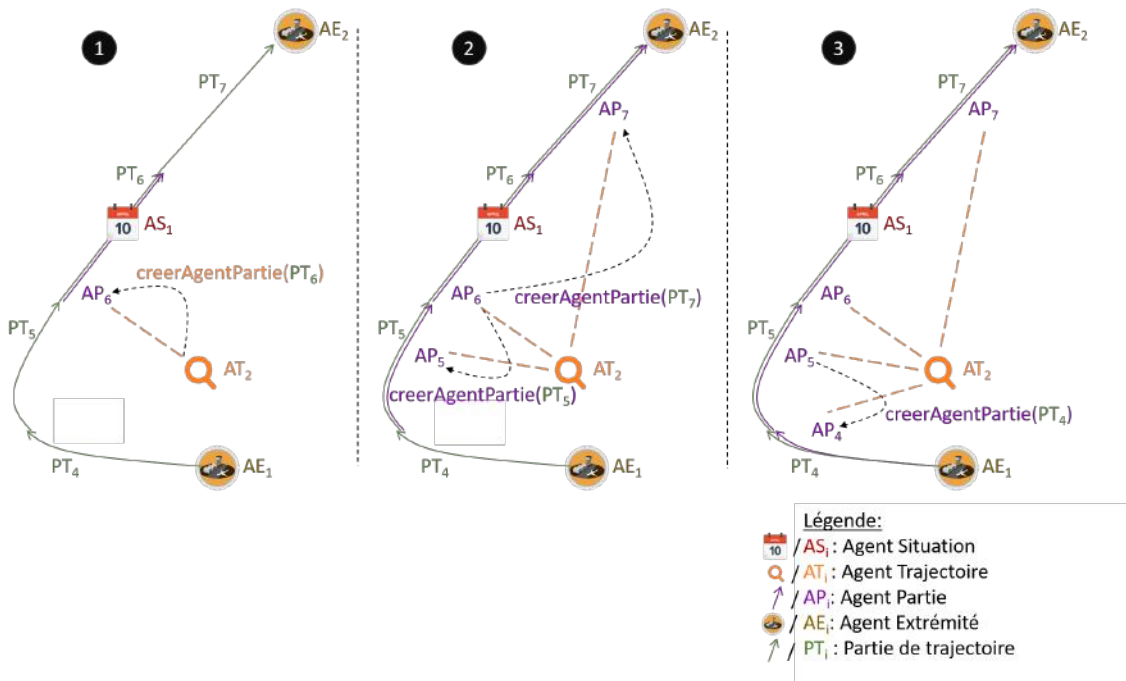 1
AE2
PT7
PT6
APRIL
10
AS1
creerAgentPartie(PT6)
AP6
PT5
AT2
PT4
AE1
2
AE2
PT7
AP7
PT6
10
AS1
AP6
creerAgentPartie(PT7)
PT5
AP5
AT2
creerAgentPartie(PT5)
PT4
AE1
3
AE2
PT7
AP7
PT6
10
AS1
AP6
PT5
AP5
AT2
creerAgentPartie(PT4)
AP4
PT4
AE1
Légende:
10 / ASi : Agent Situation
/ ATi : Agent Trajectoire
/ APi: Agent Partie
/ AEi: Agent Extrémité
/ PTi : Partie de trajectoire